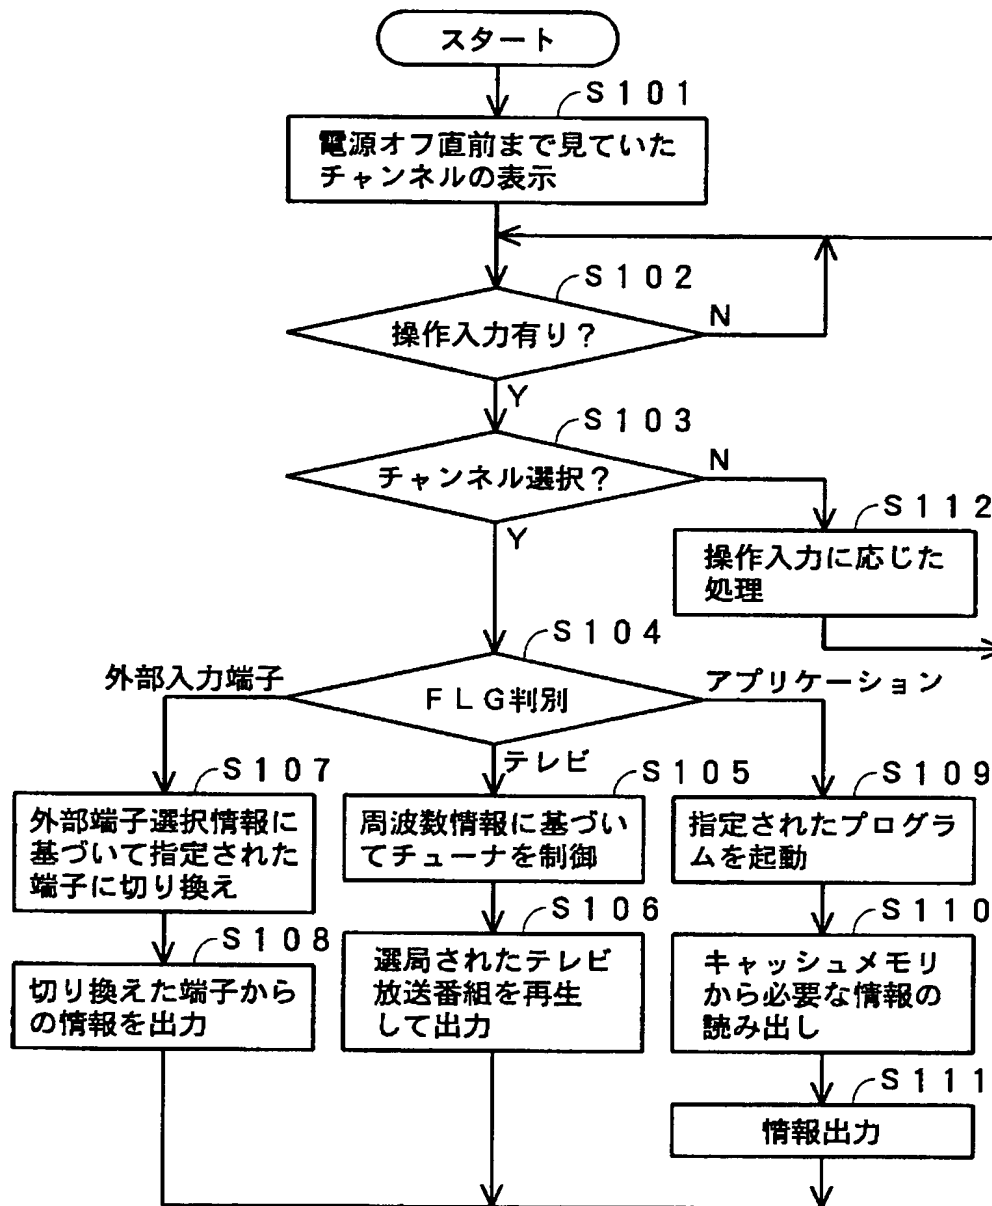 スタート
S101
電源オフ直前まで見ていた
チャンネルの表示
S102
操作入力有り?
N
Y
S103
チャンネル選択?
N
Y
S112
操作入力に応じた
処理
S104
FLG判別
外部入力端子
テレビ
アプリケーション
S107
外部端子選択情報に
基づいて指定された
端子に切り換え
S105
周波数情報に基づい
てチューナを制御
S109
指定されたプログラ
ムを起動
S108
切り換えた端子から
の情報を出力
S106
選局されたテレビ
放送番組を再生
して出力
S110
キャッシュメモリ
から必要な情報の
読み出し
S111
情報出力